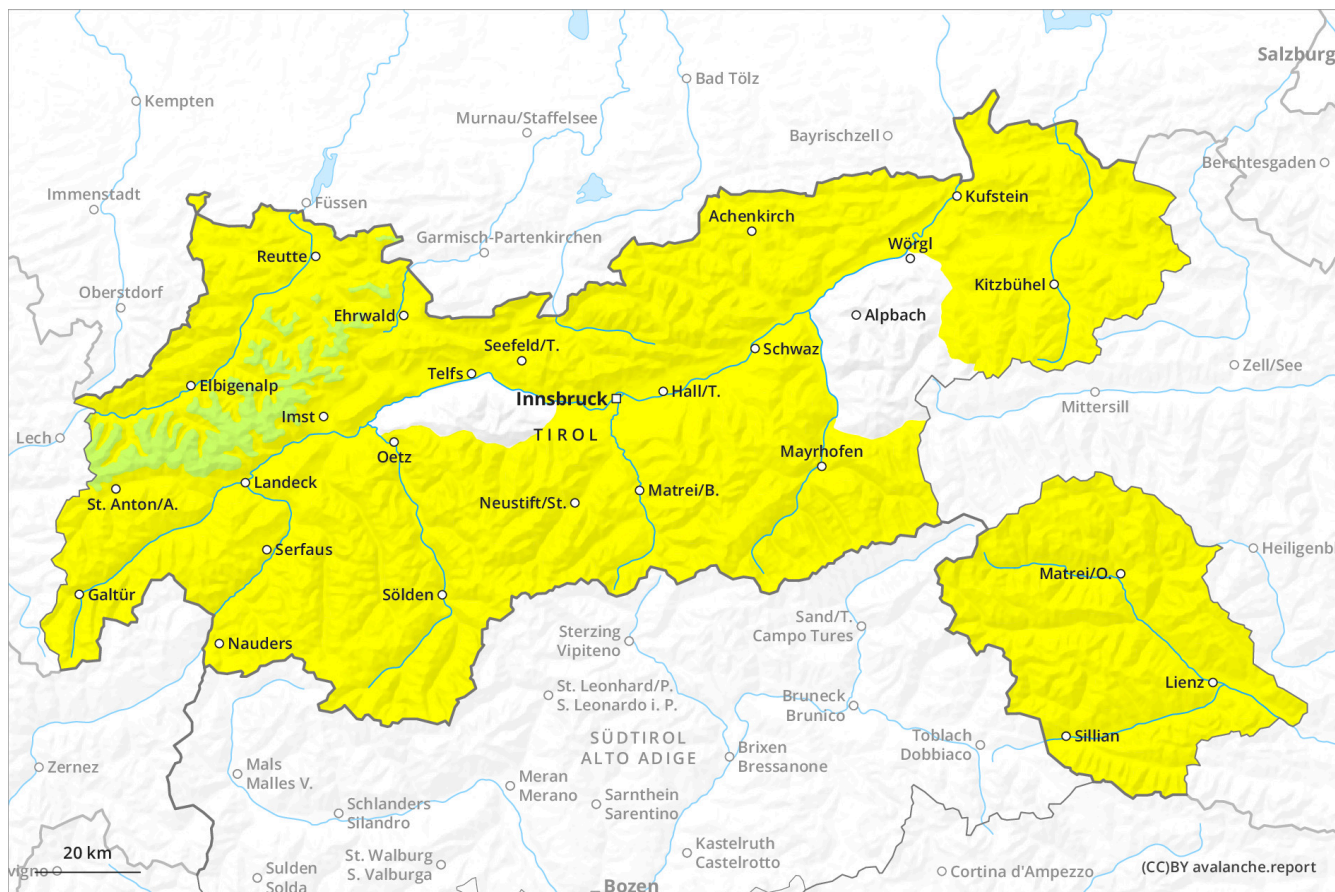 Salzburg
Kempten
Bad Tölz
Murnau/Staffelsee
Bayrischzell
Berchtesgaden
Immenstadt
Füssen
Kufstein
Achenkirch
Garmisch-Partenkirchen
Wörgl
Reutte
Oberstdorf
Kitzbühel
Ehrwald
Alpbach
Seefeld/T.
Schwaz
Telfs
Zell/See
Elbigenalp
Innsbruck
Hall/T.
Mittersill
Imst
Lech
TIROL
Oetz
Mayrhofen
Landeck
St. Anton/A.
Neustift/St.
Matrei/B.
Serfaus
Heiligenb
Matrei/O.
Galtür
Sölden
Sand/T.
Campo Tures
Sterzing
Vipiteno
Nauders
Lienz
St. Leonhard/P.
S. Leonardo i. P.
Bruneck
Brunico
Sillian
Toblach
Dobbiaco
SÜDTIROL
ALTO ADIGE
Brixen
Bressanone
Zernez
Mals
Malles V.
Meran
Merano
Sarnthein
Sarentino
Schlanders
Silandro
Kastelruth
Castelrotto
20 km
St. Walburg
S. Valburga
vigno
Sulden
Solda
Cortina d'Ampezzo
(CC)BY avalanche.report
Bozen